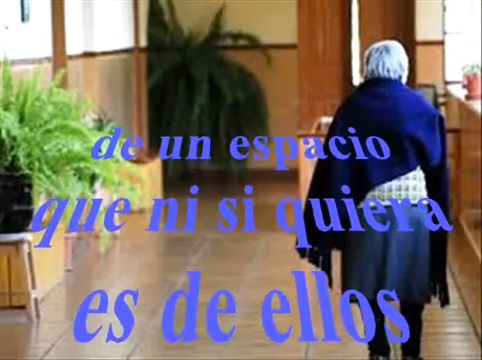 de un espacio
que ni si quiera
es de ellos